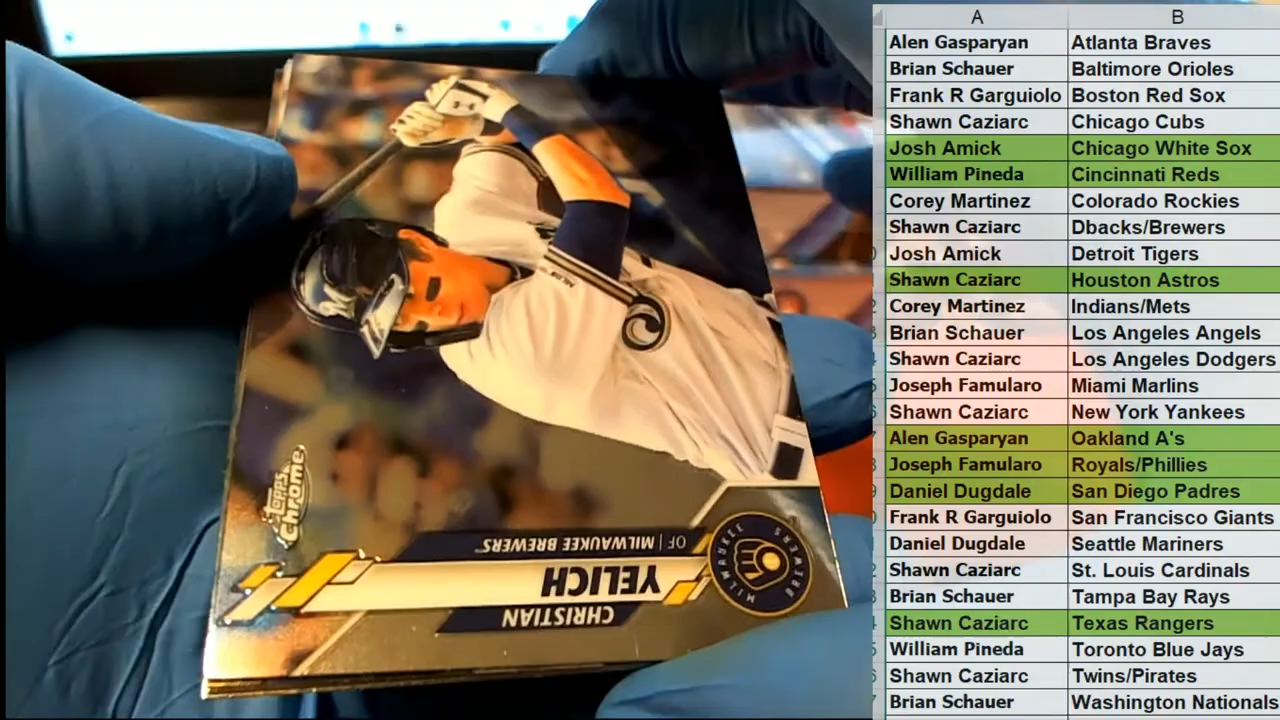 A B
Alen Gasparyan Atlanta Braves
Brian Schauer Baltimore Orioles
Frank R Garguiolo Boston Red Sox
Shawn Caziarc Chicago Cubs
Josh Amick Chicago White Sox
William Pineda Cincinnati Reds
Corey Martinez Colorado Rockies
Shawn Caziarc Dbacks/Brewers
Josh Amick Detroit Tigers
Shawn Caziarc Houston Astros
Corey Martinez Indians/Mets
Brian Schauer Los Angeles Angels
Shawn Caziarc Los Angeles Dodgers
Joseph Famularo Miami Marlins
Shawn Caziarc New York Yankees
Alen Gasparyan Oakland A's
Joseph Famularo Royals/Phillies
Daniel Dugdale San Diego Padres
Frank R Garguiolo San Francisco Giants
Daniel Dugdale Seattle Mariners
Shawn Caziarc St. Louis Cardinals
Brian Schauer Tampa Bay Rays
Shawn Caziarc Texas Rangers
William Pineda Toronto Blue Jays
Shawn Caziarc Twins/Pirates
Brian Schauer Washington Nationals
CHRISTIAN
YELICH
OF | MILWAUKEE BREWERS™
MILWAUKEE BREWERS
TOPPS
Chrome